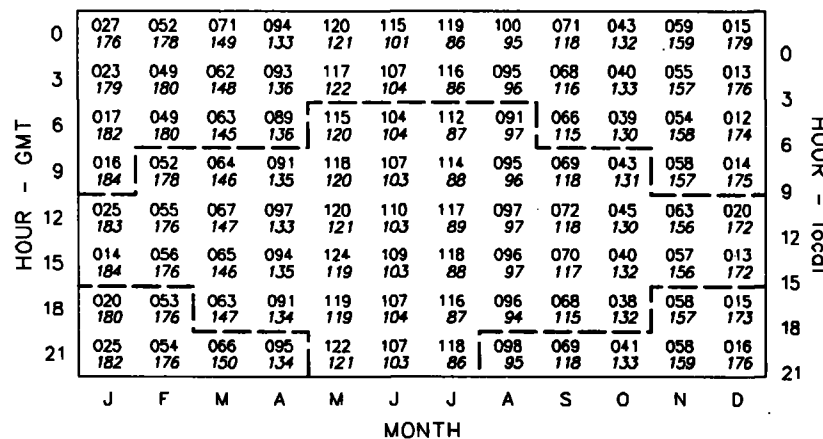 027 052 071 094 120 115 119 100 071 043 059 015
0 176 178 149 133 121 101 86 95 118 132 159 179 0
023 049 062 093 117 107 116 095 068 040 055 013
3 179 180 148 136 122 104 86 96 116 133 157 176 3
017 049 063 089 115 104 112 091 066 039 054 012
6 182 180 145 136 120 104 87 97 115 130 158 174 6
016 052 064 091 118 107 114 095 069 043 058 014
9 184 178 146 135 120 103 88 96 118 131 157 175 9
025 055 067 097 120 110 117 097 072 045 063 020
12 183 176 147 133 121 103 89 97 118 130 156 172 12
014 056 065 094 124 109 118 096 070 040 057 013
15 184 176 146 135 119 103 88 97 117 132 156 172 15
020 053 063 091 119 107 116 096 068 038 058 015
18 180 176 147 134 119 104 87 94 115 132 157 173 18
025 054 066 095 122 107 118 098 069 041 058 016
21 182 176 150 134 121 103 86 95 118 133 159 176 21
J F M A M J J A S O N D
MONTH
HOUR - GMT
HOUR - local